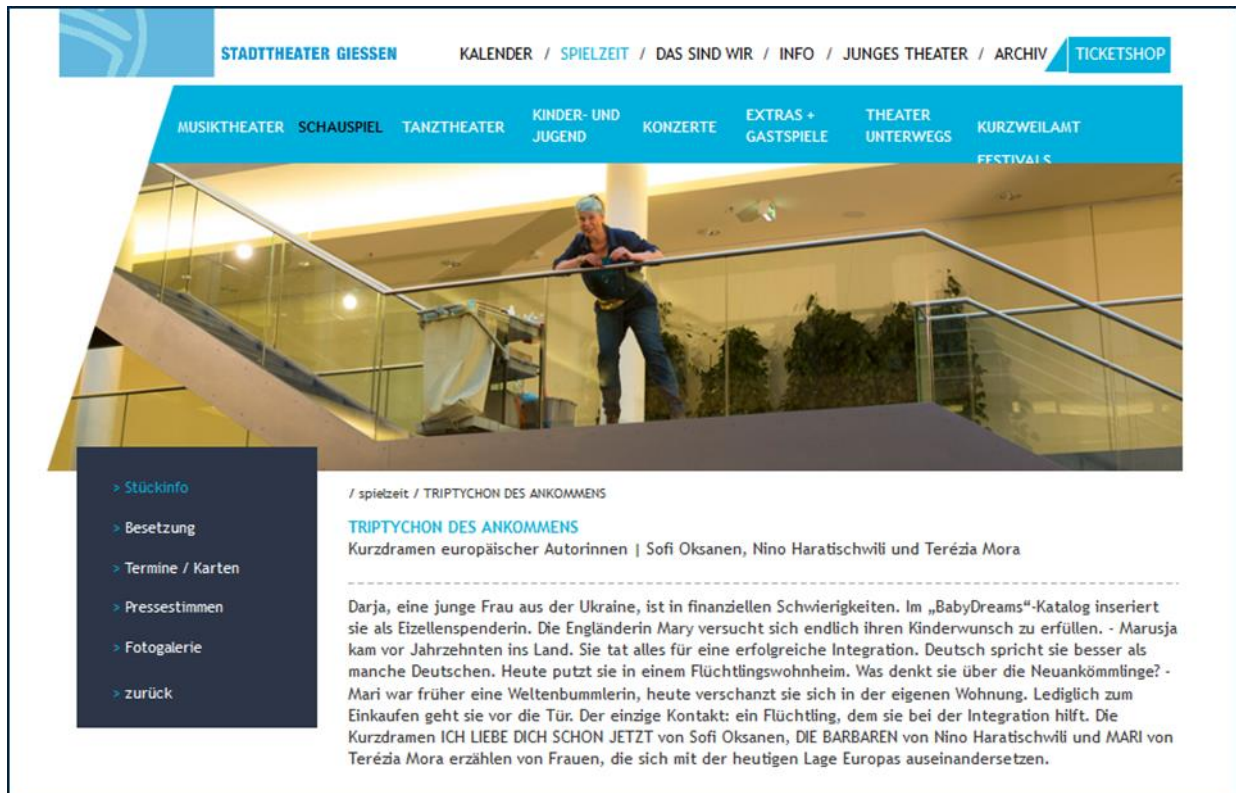 STADTTHEATER GIESSEN
KALENDER / SPIELZEIT / DAS SIND WIR / INFO / JUNGES THEATER / ARCHIV
TICKETSHOP
MUSIKTHEATER SCHAUSPIEL TANZTHEATER
KINDER- UND
JUGEND
KONZERTE
EXTRAS +
GASTSPIELE
THEATER
UNTERWEGS
KURZWEILAMT
FESTIVALS
> Stückinfo
> Besetzung
> Termine / Karten
> Pressestimmen
> Fotogalerie
> zurück
/ spielzeit / TRIPTYCHON DES ANKOMMENS
TRIPTYCHON DES ANKOMMENS
Kurzdramen europäischer Autorinnen | Sofi Oksanen, Nino Haratischwili und Terézia Mora
Darja, eine junge Frau aus der Ukraine, ist in finanziellen Schwierigkeiten. Im „BabyDreams“-Katalog inseriert
sie als Eizellenspenderin. Die Engländerin Mary versucht sich endlich ihren Kinderwunsch zu erfüllen. - Marusja
kam vor Jahrzehnten ins Land. Sie tat alles für eine erfolgreiche Integration. Deutsch spricht sie besser als
manche Deutschen. Heute putzt sie in einem Flüchtlingswohnheim. Was denkt sie über die Neuankömmlinge? -
Mari war früher eine Weltenbummlerin, heute verschanzt sie sich in der eigenen Wohnung. Lediglich zum
Einkaufen geht sie vor die Tür. Der einzige Kontakt: ein Flüchtling, dem sie bei der Integration hilft. Die
Kurzdramen ICH LIEBE DICH SCHON JETZT von Sofi Oksanen, DIE BARBAREN von Nino Haratischwili und MARI von
Terézia Mora erzählen von Frauen, die sich mit der heutigen Lage Europas auseinandersetzen.